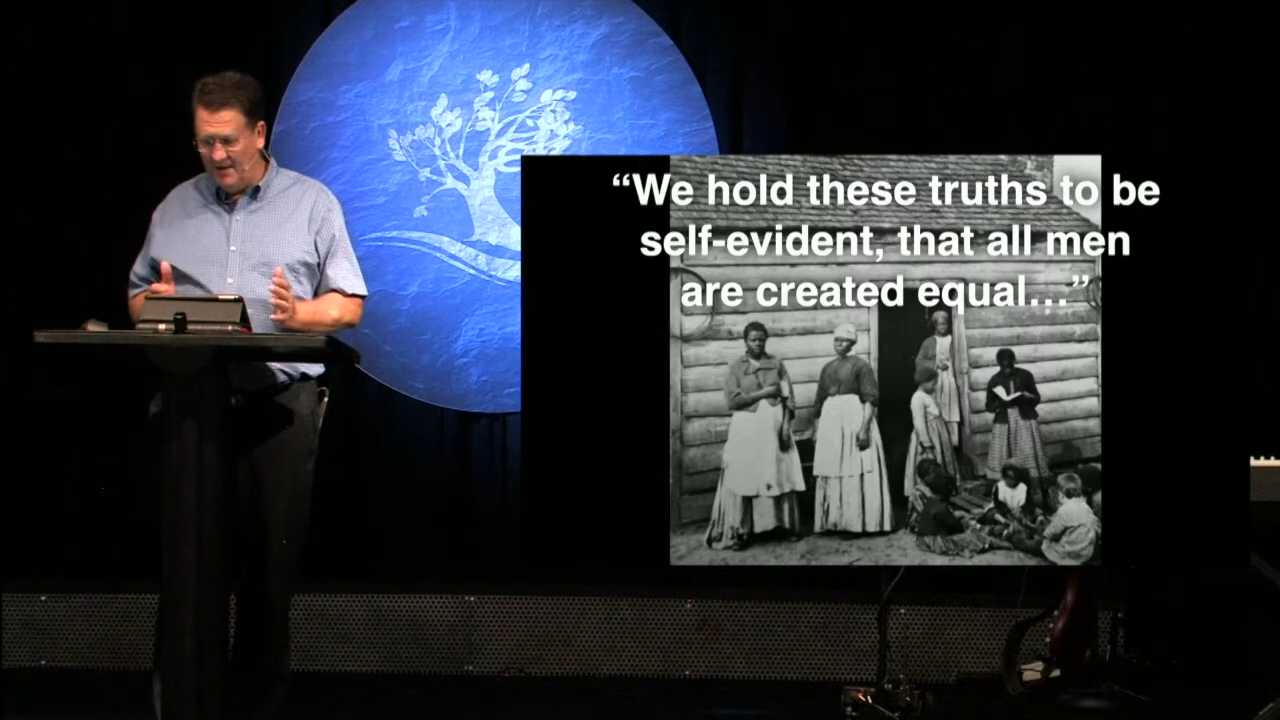 “We hold these truths to be
self-evident, that all men
are created equal…”